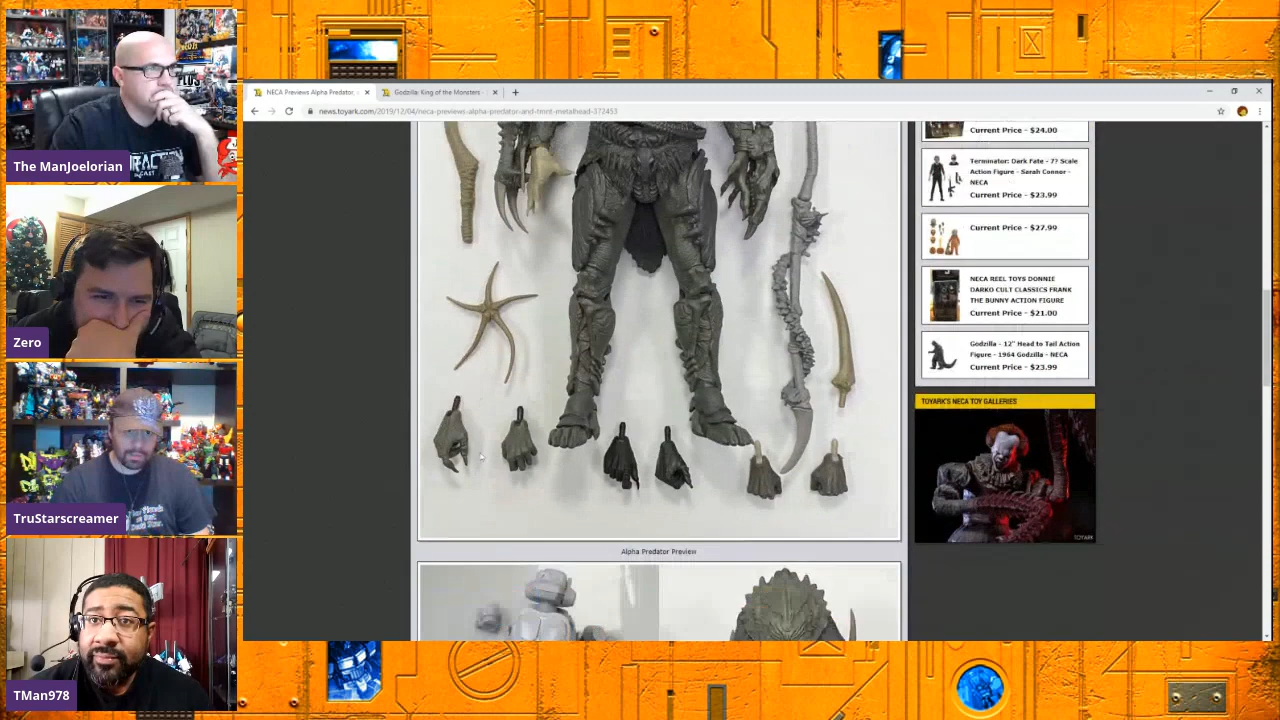 The ManJoelorian
Zero
TruStarscreamer
TMan978
NECA Previews Alpha Predator,
Godzilla: King of the Monsters -
news.toyark.com/2019/12/04/neca-previews-alpha-predator-and-tmnt-metalhead-372453
Current Price - $24.00
Terminator: Dark Fate - 7? Scale
Action Figure - Sarah Connor -
NECA
Current Price - $23.99
Current Price - $27.99
NECA REEL TOYS DONNIE
DARKO CULT CLASSICS FRANK
THE BUNNY ACTION FIGURE
Current Price - $21.00
Godzilla - 12" Head to Tail Action
Figure - 1964 Godzilla - NECA
Current Price - $23.99
TOYARK'S NECA TOY GALLERIES
TOYARK
Alpha Predator Preview